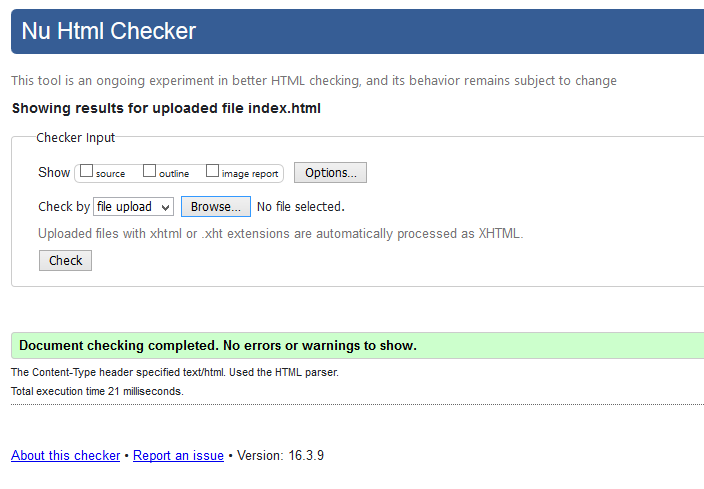 Nu Html Checker
This tool is an ongoing experiment in better HTML checking, and its behavior remains subject to change
Showing results for uploaded file index.html
Checker Input
Show source outline image report Options...
Check by file upload Browse... No file selected.
Uploaded files with xhtml or .xht extensions are automatically processed as XHTML.
Check
Document checking completed. No errors or warnings to show.
The Content-Type header specified text/html. Used the HTML parser.
Total execution time 21 milliseconds.
About this checker • Report an issue • Version: 16.3.9